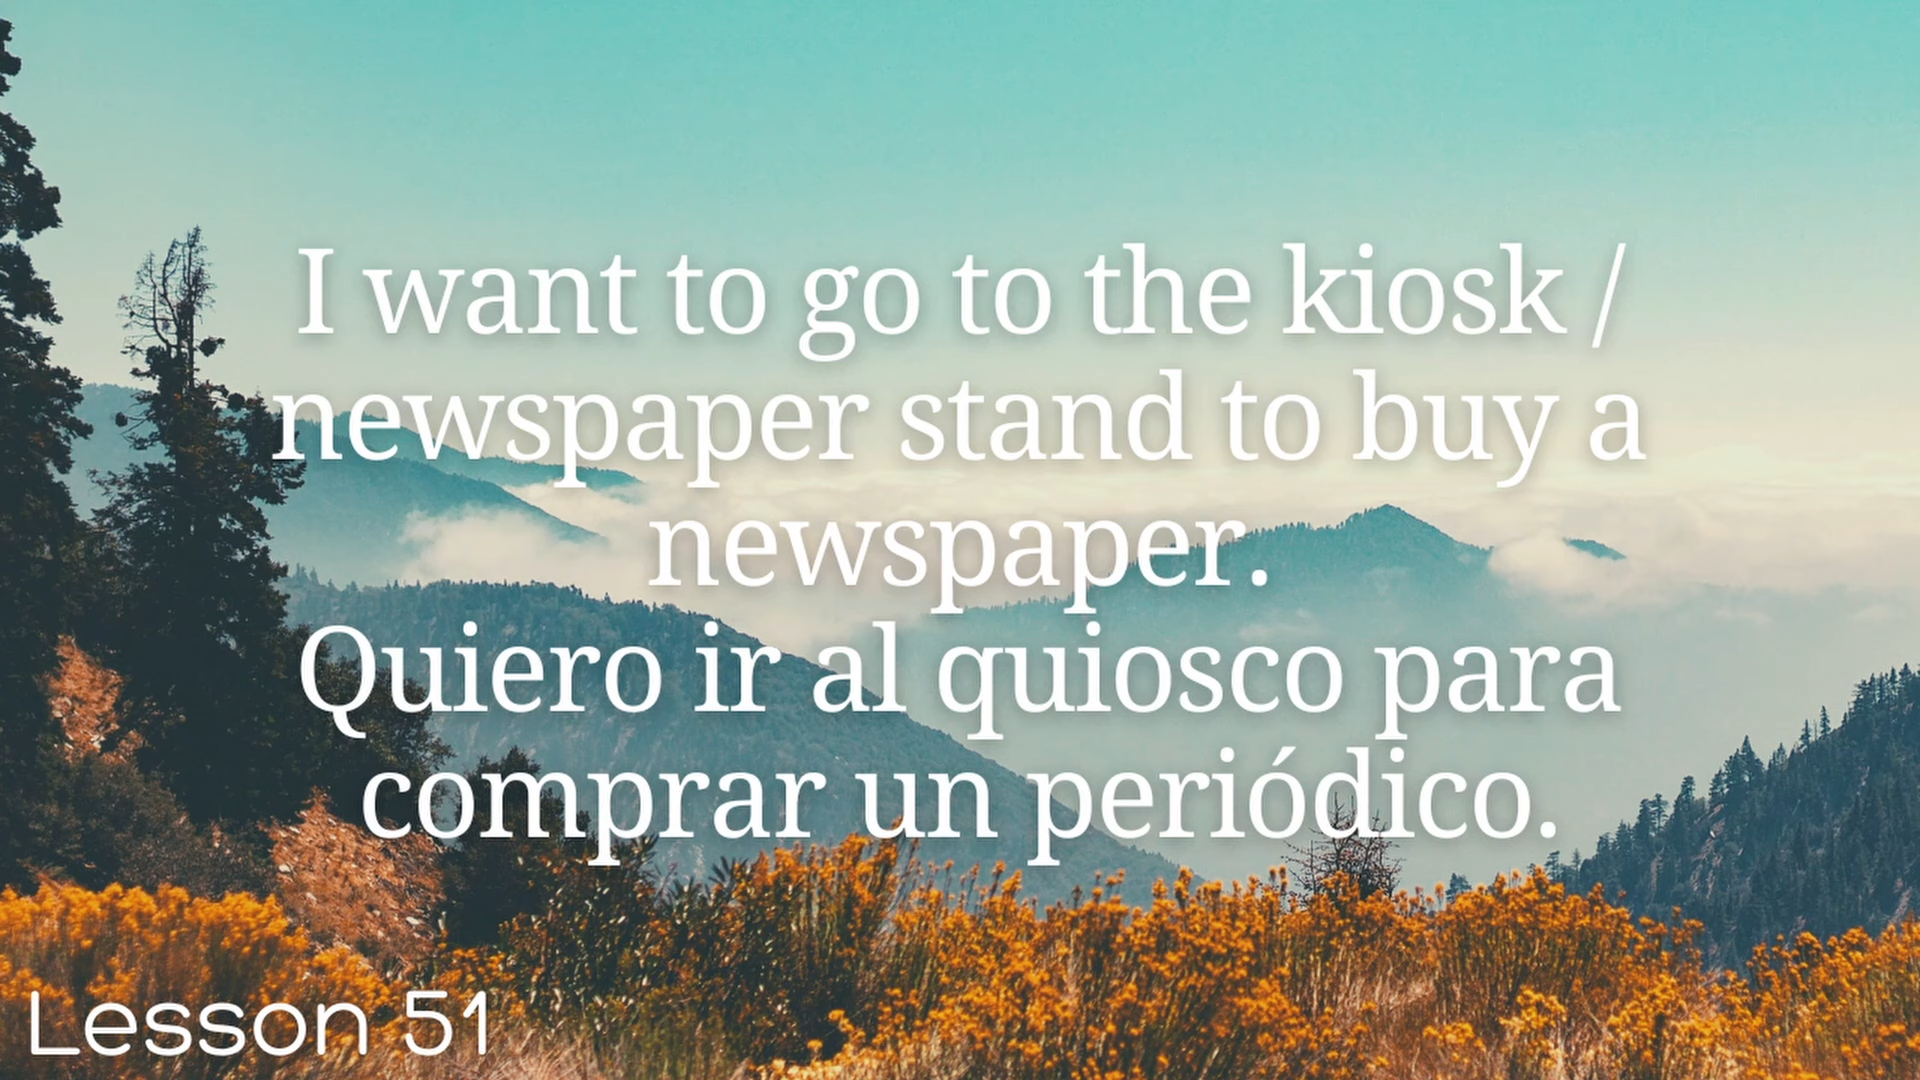 I want to go to the kiosk /
newspaper stand to buy a
newspaper.
Quiero ir al quiosco para
comprar un periódico.
Lesson 51